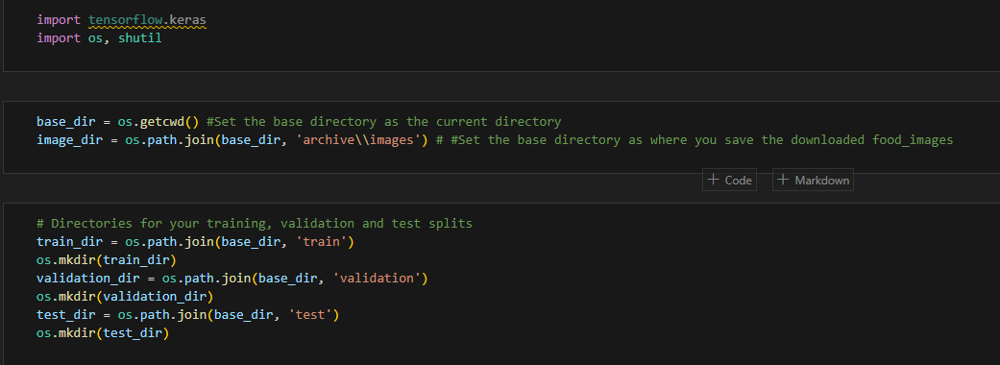 import tensorflow.keras
import os, shutil
base_dir = os.getcwd() #Set the base directory as the current directory
image_dir = os.path.join(base_dir, 'archive\\images') # #Set the base directory as where you save the downloaded food_images
+ Code + Markdown
# Directories for your training, validation and test splits
train_dir = os.path.join(base_dir, 'train')
os.mkdir(train_dir)
validation_dir = os.path.join(base_dir, 'validation')
os.mkdir(validation_dir)
test_dir = os.path.join(base_dir, 'test')
os.mkdir(test_dir)